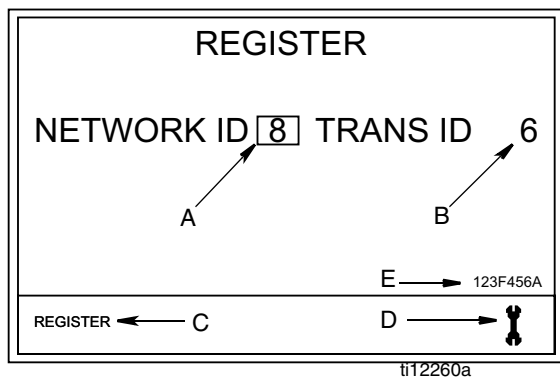 REGISTER
NETWORK ID 8 TRANS ID 6
A B
E 123F456A
REGISTER C D
ti12260a